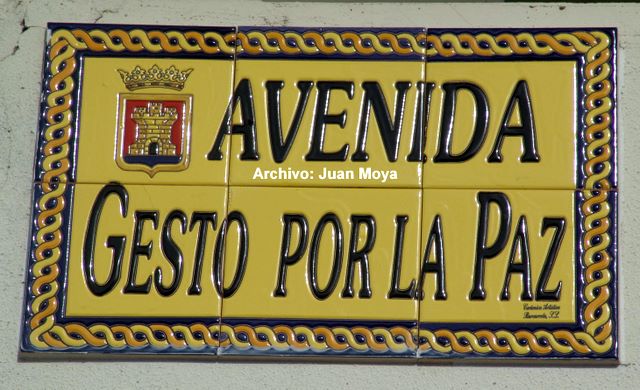 AVENIDA
Archivo: Juan Moya
GESTO POR LA PAZ